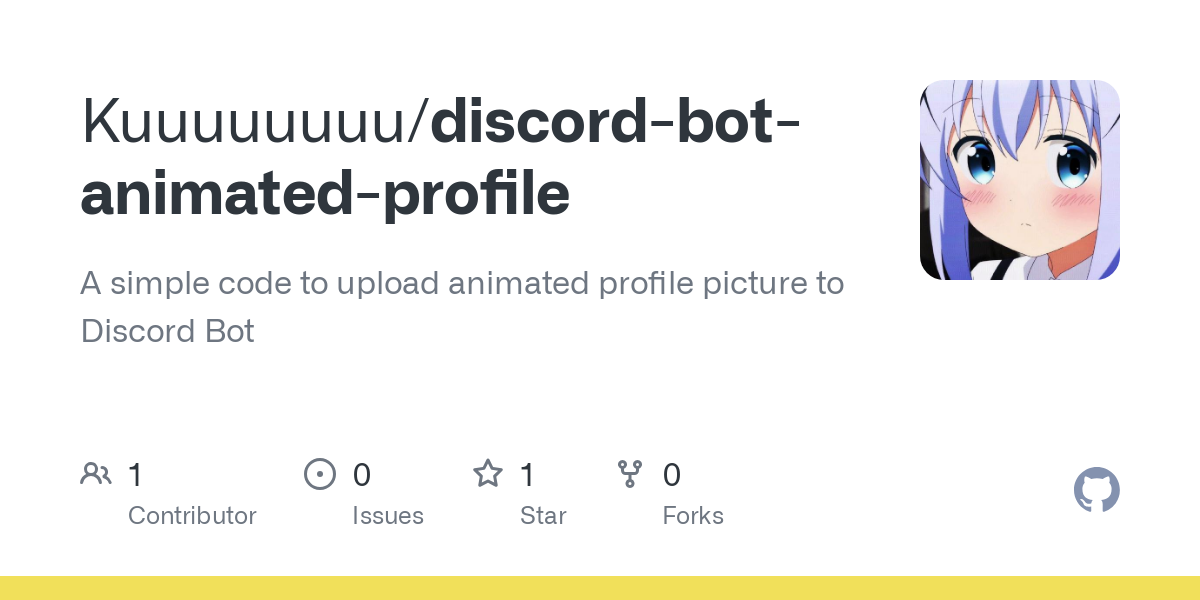 Kuuuuuuuu/discord-bot-
animated-profile
A simple code to upload animated profile picture to
Discord Bot
1
Contributor
0
Issues
1
Star
0
Forks